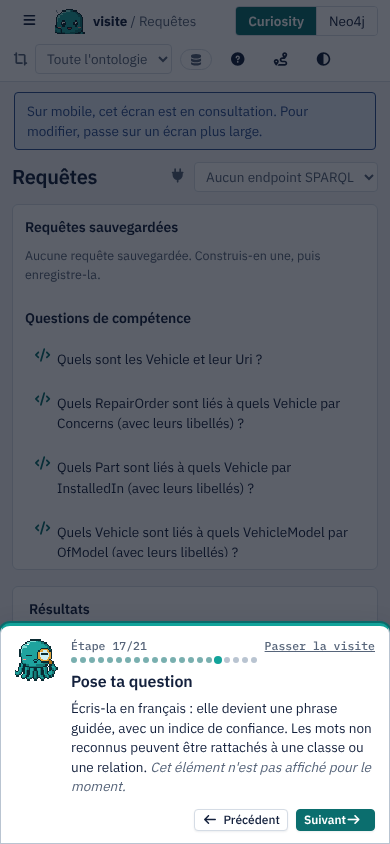 visite / Requêtes
Curiosity
Neo4j
Toute l'ontologie
Sur mobile, cet écran est en consultation. Pour
modifier, passe sur un écran plus large.
Requêtes
Aucun endpoint SPARQL
Requêtes sauvegardées
Aucune requête sauvegardée. Construis-en une, puis
enregistre-la.
Questions de compétence
Quels sont les Vehicle et leur Uri ?
Quels RepairOrder sont liés à quels Vehicle par
Concerns (avec leurs libellés) ?
Quels Part sont liés à quels Vehicle par
InstalledIn (avec leurs libellés) ?
Quels Vehicle sont liés à quels VehicleModel par
OfModel (avec leurs libellés) ?
Résultats
Étape 17/21
Passer la visite
Pose ta question
Écris-la en français : elle devient une phrase
guidée, avec un indice de confiance. Les mots non
reconnus peuvent être rattachés à une classe ou
une relation. Cet élément n'est pas affiché pour le
moment.
← Précédent
Suivant→